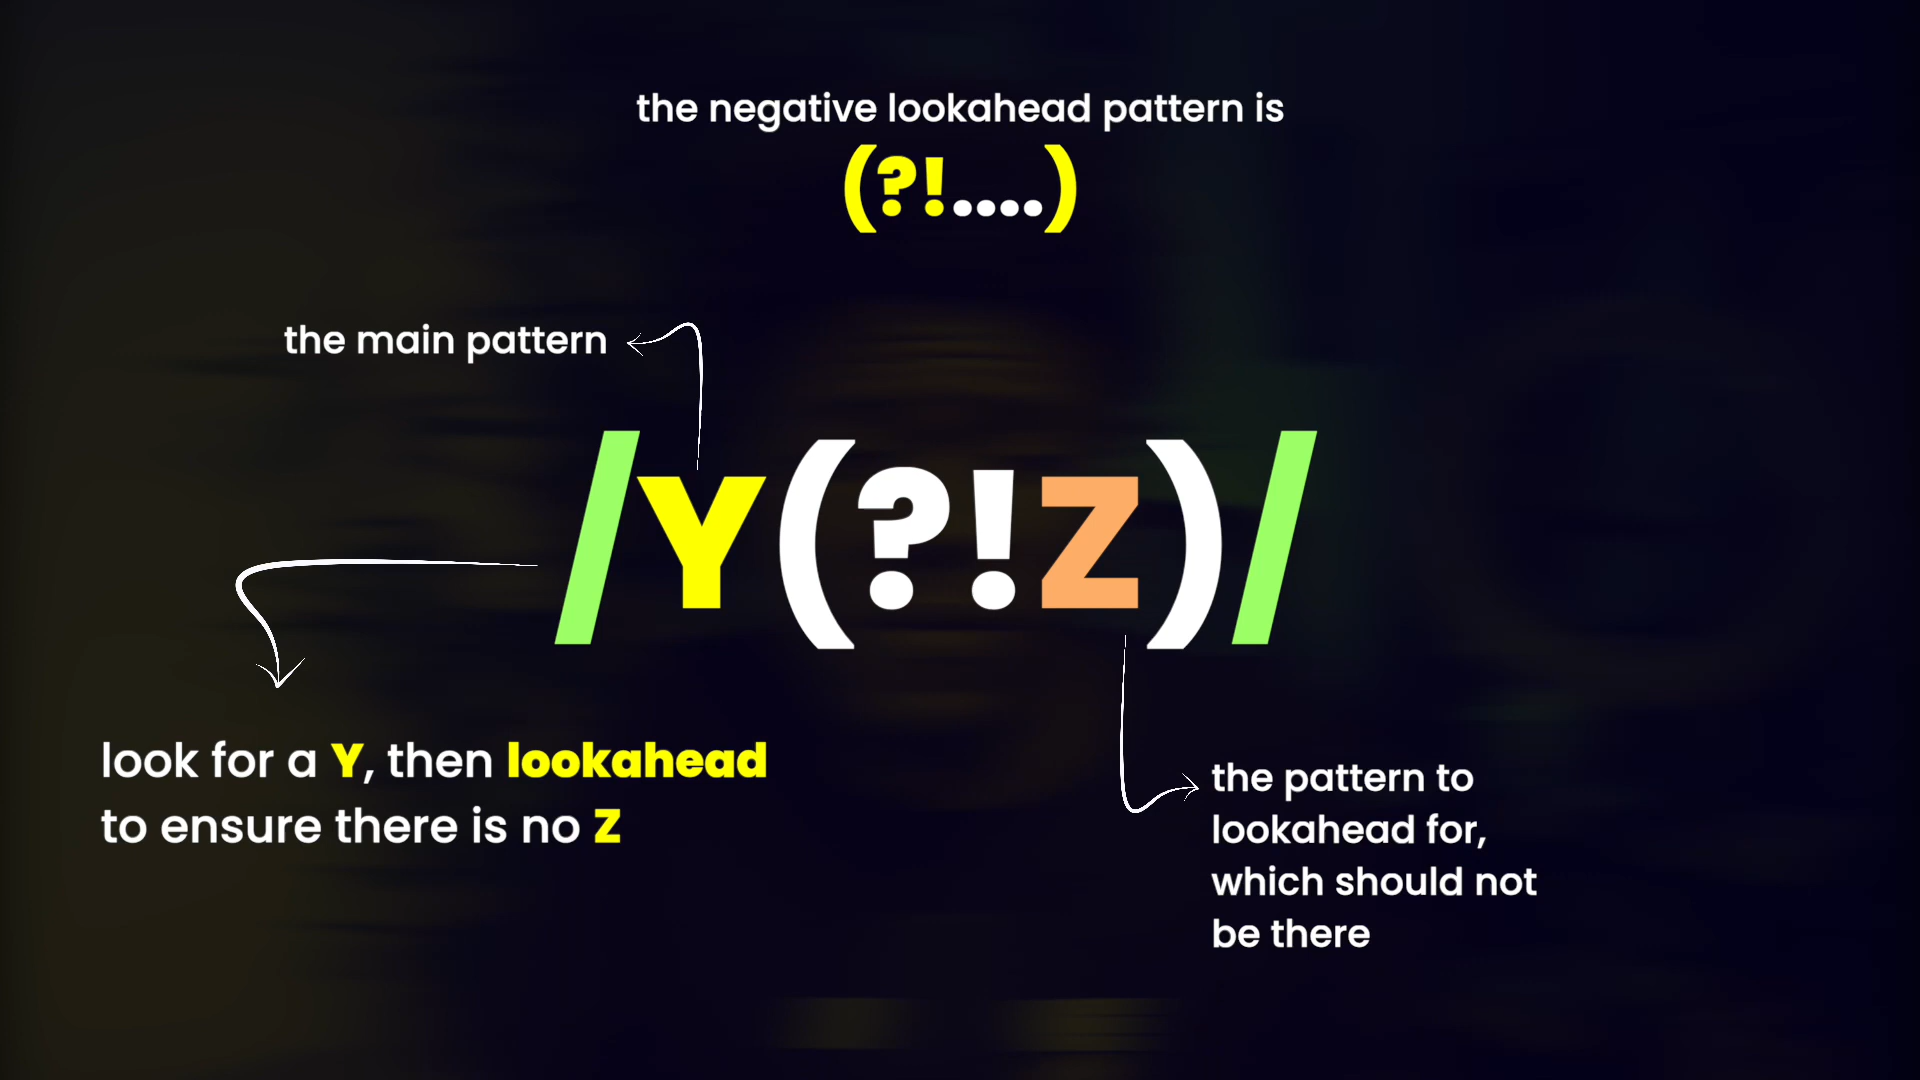 the negative lookahead pattern is
(?!....)
the main pattern
/Y(?!Z)/
look for a Y, then lookahead
to ensure there is no Z
the pattern to
lookahead for,
which should not
be there